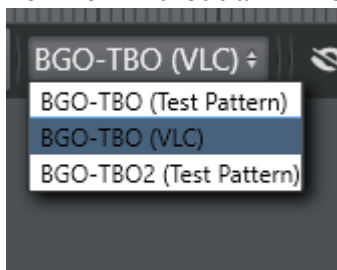 BGO-TBO (VLC)
BGO-TBO (Test Pattern)
BGO-TBO (VLC)
BGO-TBO2 (Test Pattern)